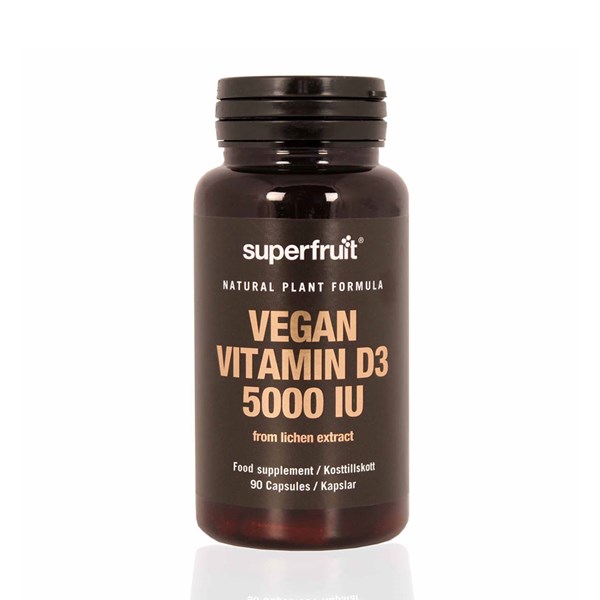 superfruit®
NATURAL PLANT FORMULA
VEGAN
VITAMIN D3
5000 IU
from lichen extract
Food supplement / Kosttillskott
90 Capsules / Kapslar